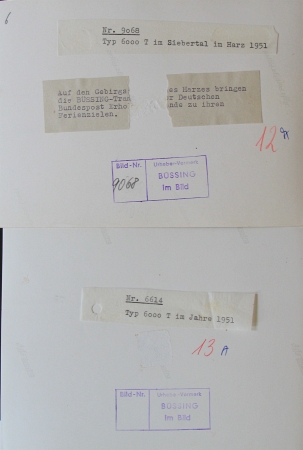 6
Nr. 9068
Typ 6000 T im Siebertal im Harz 1951
Auf den Gebirgs es Harzes bringen
die BÜSSING-Tram r Deutschen
Bundespost Erho nde zu ihren
Ferienzielen.
12
Bild-Nr. Urheber-Vermerk
9068 BÜSSING
im Bild
Nr. 6614
Typ 6000 T im Jahre 1951
13 A
Bild-Nr. Urheber-Vermerk
BÜSSING
im Bild